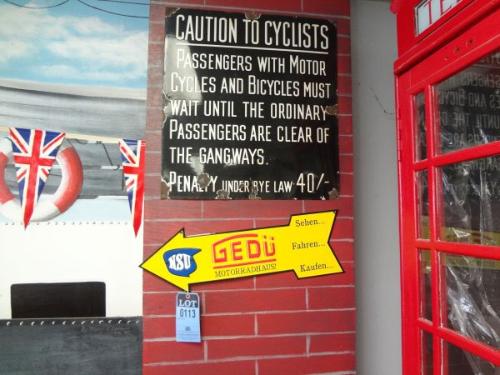 CAUTION TO CYCLISTS
PASSENGERS WITH MOTOR
CYCLES AND BICYCLES MUST
WAIT UNTIL THE ORDINARY
PASSENGERS ARE CLEAR OF
THE GANGWAYS.
PENALTY UNDER BYE LAW 40/-
NSU
GEDÜ
MOTORRADHAUS!
Sehen...
Fahren...
Kaufen...
LOT
0113